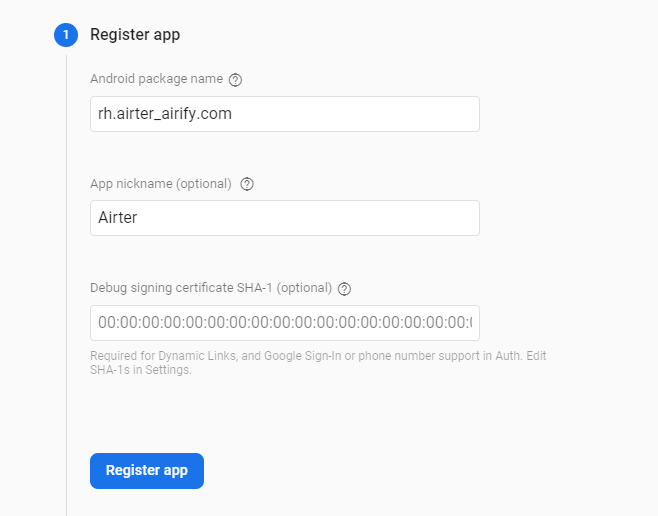 1 Register app
Android package name ?
rh.airter_airify.com
App nickname (optional) ?
Airter
Debug signing certificate SHA-1 (optional) ?
00:00:00:00:00:00:00:00:00:00:00:00:00:00:00:00:00:0
Required for Dynamic Links, and Google Sign-In or phone number support in Auth. Edit
SHA-1s in Settings.
Register app